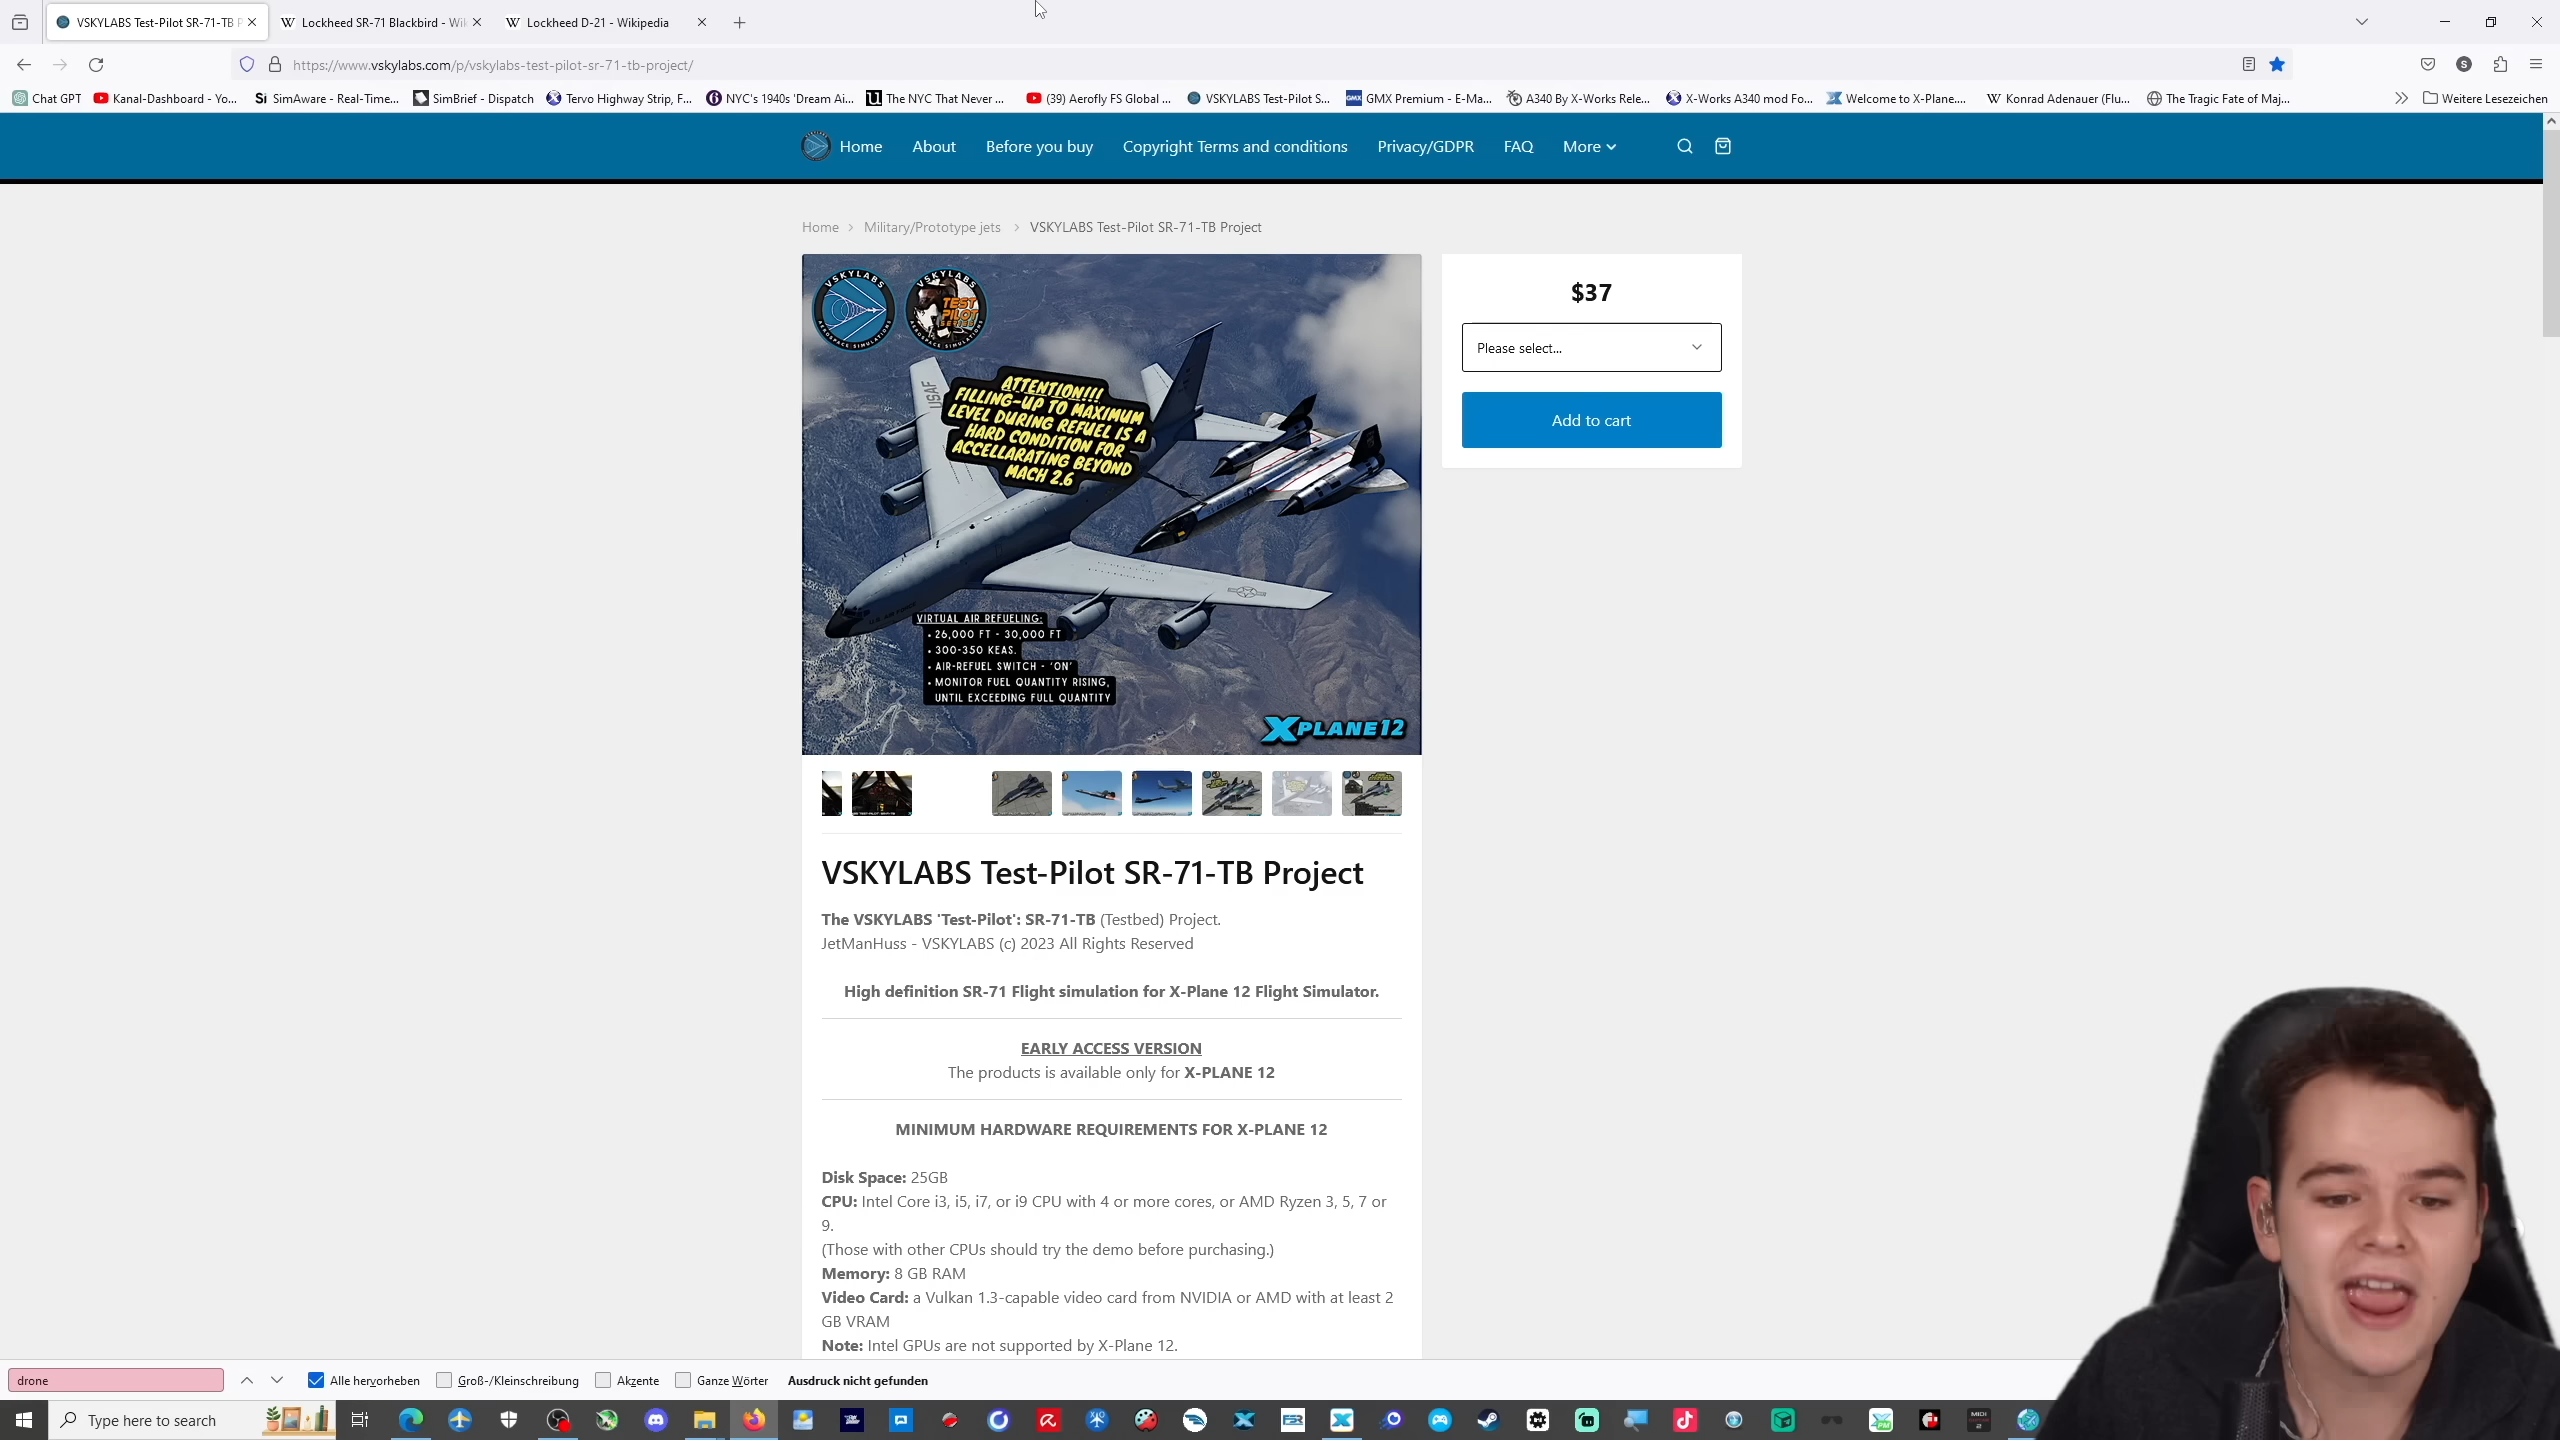 VSKYLABS Test-Pilot SR-71-TB P
Lockheed SR-71 Blackbird - Wik
Lockheed D-21 - Wikipedia
https://www.vskylabs.com/p/vskylabs-test-pilot-sr-71-tb-project/
Chat GPT
Kanal-Dashboard - Yo...
SimAware - Real-Time...
SimBrief - Dispatch
Tervo Highway Strip, F...
NYC's 1940s 'Dream Ai...
The NYC That Never ...
(39) Aerofly FS Global ...
VSKYLABS Test-Pilot S...
GMX Premium - E-Ma...
A340 By X-Works Rele...
X-Works A340 mod Fo...
Welcome to X-Plane....
Konrad Adenauer (Flu...
The Tragic Fate of Maj...
Weitere Lesezeichen
Home
About
Before you buy
Copyright Terms and conditions
Privacy/GDPR
FAQ
More
Home > Military/Prototype jets > VSKYLABS Test-Pilot SR-71-TB Project
VSKYLABS
AEROSPACE SIMULATIONS
VSKYLABS
TEST
PILOT
SERIES
AEROSPACE SIMULATIONS
USAF
ATTENTION!!!
FILLING-UP TO MAXIMUM
LEVEL DURING REFUEL IS A
HARD CONDITION FOR
ACCELLARATING BEYOND
MACH 2.6
VIRTUAL AIR REFUELING:
• 26,000 FT - 30,000 FT
• 300-350 KEAS.
• AIR-REFUEL SWITCH - 'ON'
• MONITOR FUEL QUANTITY RISING,
UNTIL EXCEEDING FULL QUANTITY
XPLANE12
$37
Please select...
Add to cart
VSKYLABS Test-Pilot SR-71-TB Project
The VSKYLABS 'Test-Pilot': SR-71-TB (Testbed) Project.
JetManHuss - VSKYLABS (c) 2023 All Rights Reserved
High definition SR-71 Flight simulation for X-Plane 12 Flight Simulator.
EARLY ACCESS VERSION
The products is available only for X-PLANE 12
MINIMUM HARDWARE REQUIREMENTS FOR X-PLANE 12
Disk Space: 25GB
CPU: Intel Core i3, i5, i7, or i9 CPU with 4 or more cores, or AMD Ryzen 3, 5, 7 or
9.
(Those with other CPUs should try the demo before purchasing.)
Memory: 8 GB RAM
Video Card: a Vulkan 1.3-capable video card from NVIDIA or AMD with at least 2
GB VRAM
Note: Intel GPUs are not supported by X-Plane 12.
drone
Alle hervorheben
Groß-/Kleinschreibung
Akzente
Ganze Wörter
Ausdruck nicht gefunden
Type here to search